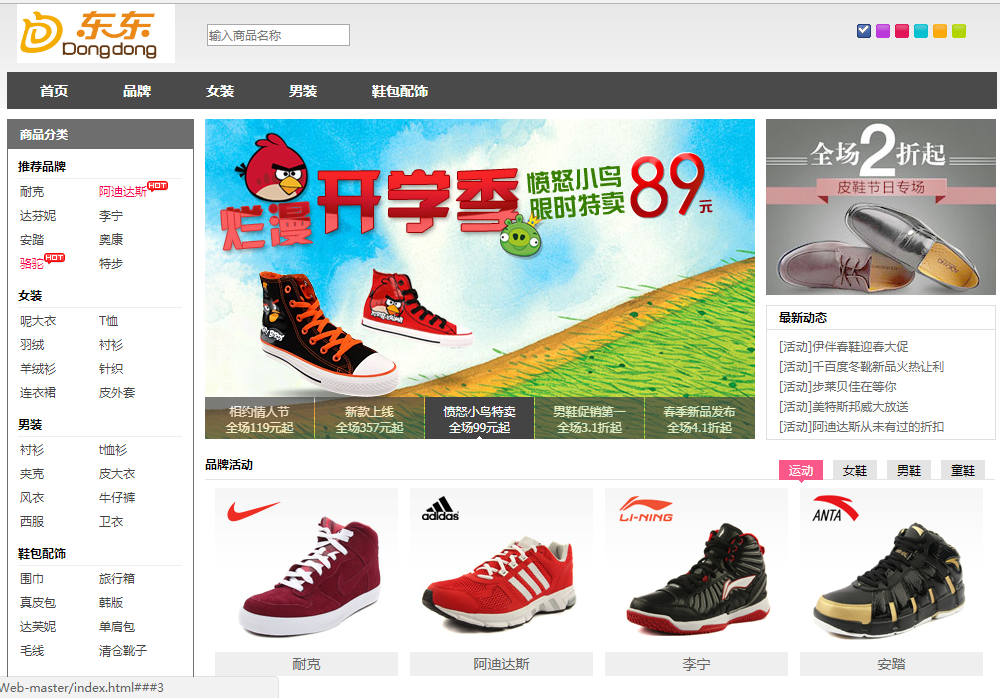 东东
Dongdong
输入商品名称
首页 品牌 女装 男装 鞋包配饰
商品分类
推荐品牌
耐克 阿迪达斯 HOT
达芬妮 李宁
安踏 奥康
骆驼 HOT 特步
女装
呢大衣 T恤
羽绒 衬衫
羊绒衫 针织
连衣裙 皮外套
男装
衬衫 t恤衫
夹克 皮大衣
风衣 牛仔裤
西服 卫衣
鞋包配饰
围巾 旅行箱
真皮包 韩版
达芙妮 单肩包
毛线 清仓靴子
烂漫 开学季
愤怒小鸟
限时特卖
89元
相约情人节
全场119元起
新款上线
全场357元起
愤怒小鸟特卖
全场99元起
男鞋促销第一
全场3.1折起
春季新品发布
全场4.1折起
全场2折起
皮鞋节日专场
最新动态
[活动]伊伴春鞋迎春大促
[活动]千百度冬靴新品火热让利
[活动]步莱贝佳在等你
[活动]美特斯邦威大放送
[活动]阿迪达斯从未有过的折扣
品牌活动
运动 女鞋 男鞋 童鞋
adidas
LI-NING
ANTA
耐克 阿迪达斯 李宁 安踏
Web-master/index.html###3